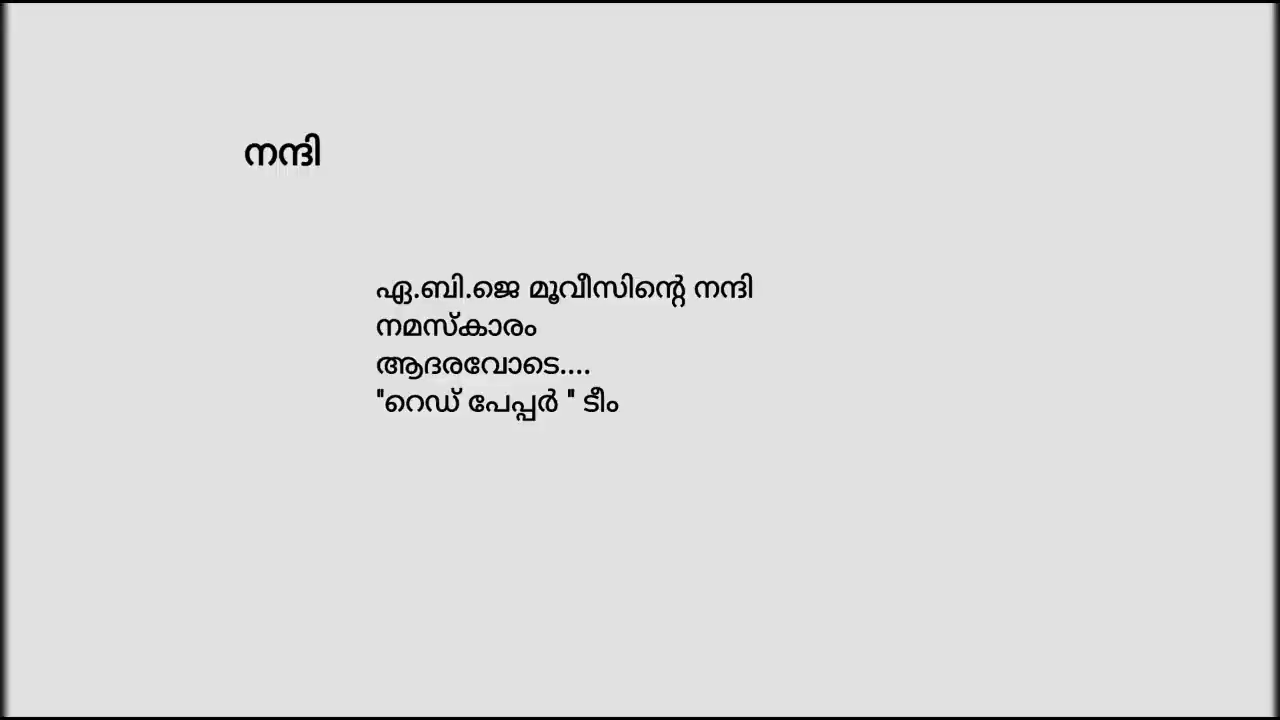 നന്ദി
ഏ.ബി.ജെ മൂവീസിന്റെ നന്ദി
നമസ്കാരം
ആദരവോടെ....
"റെഡ് പേപ്പർ " ടീം